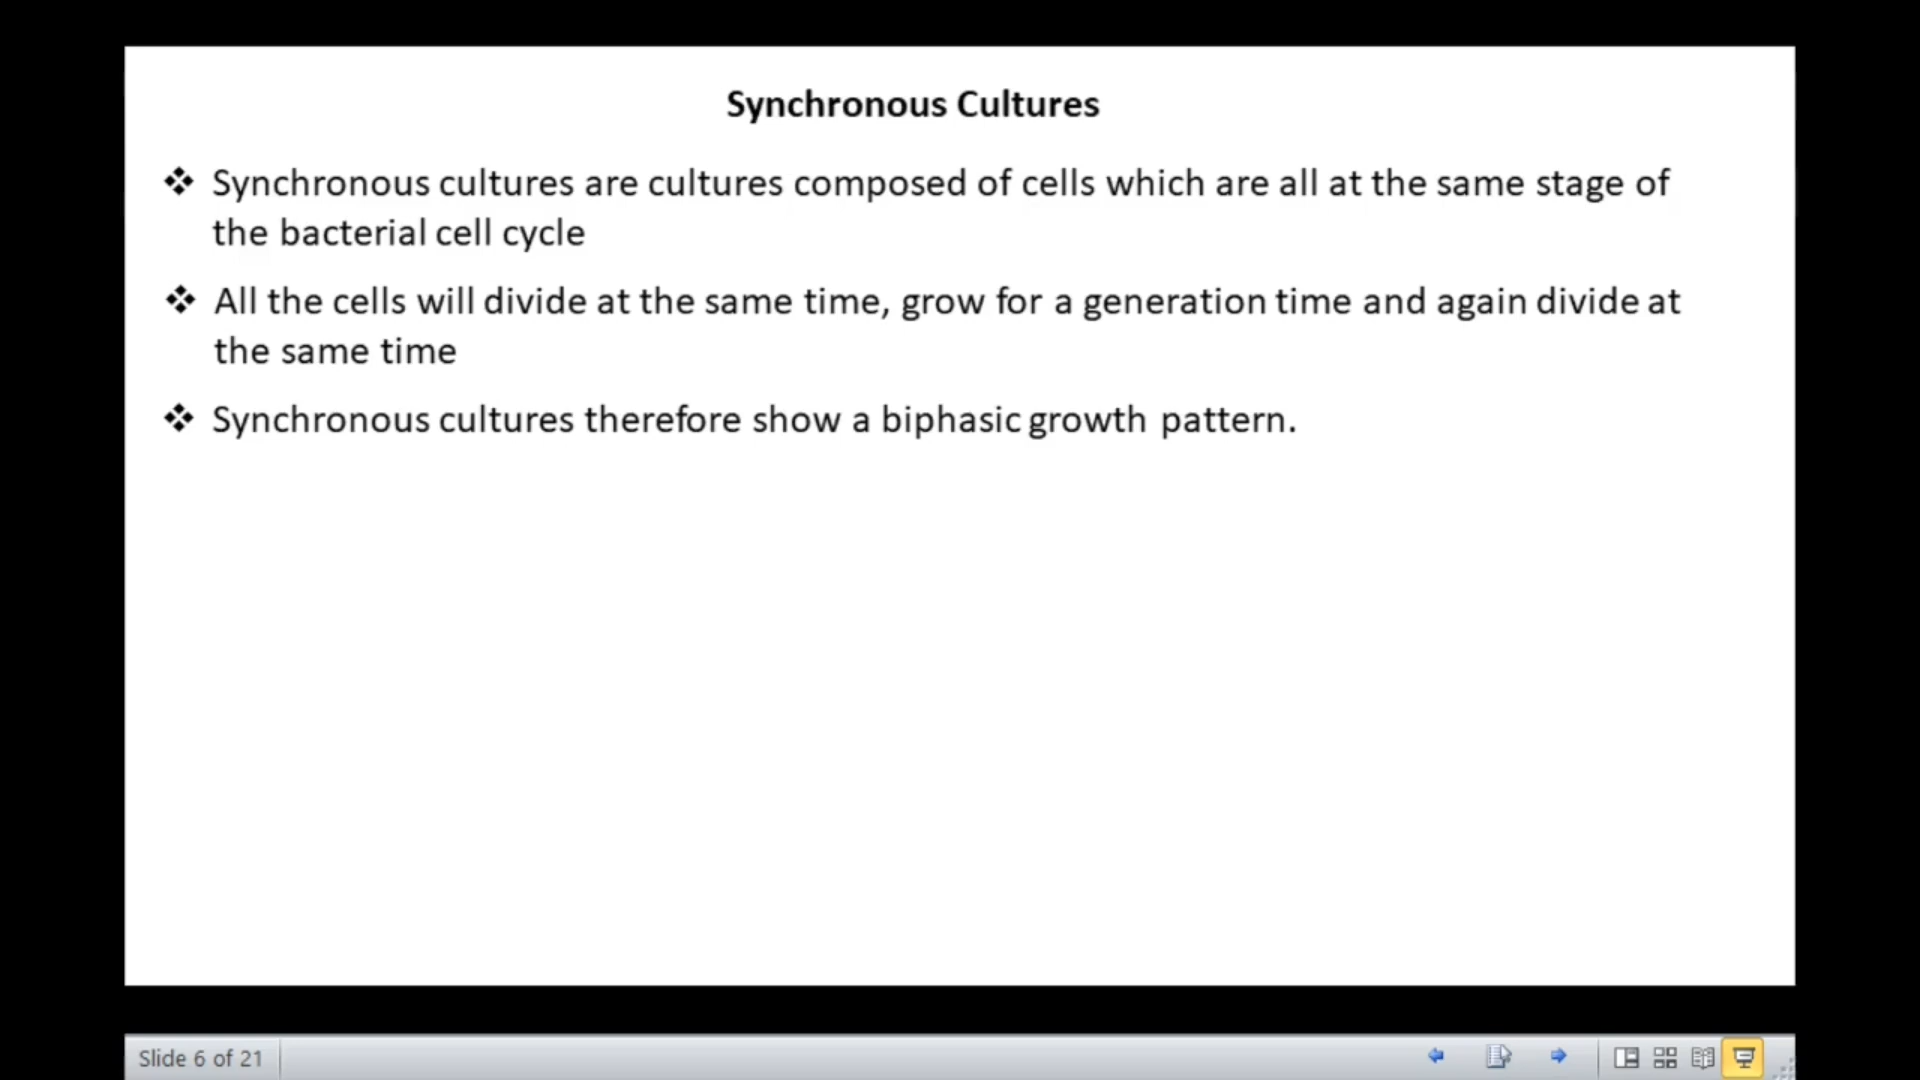 Synchronous Cultures
❖ Synchronous cultures are cultures composed of cells which are all at the same stage of
the bacterial cell cycle
❖ All the cells will divide at the same time, grow for a generation time and again divide at
the same time
❖ Synchronous cultures therefore show a biphasic growth pattern.
Slide 6 of 21